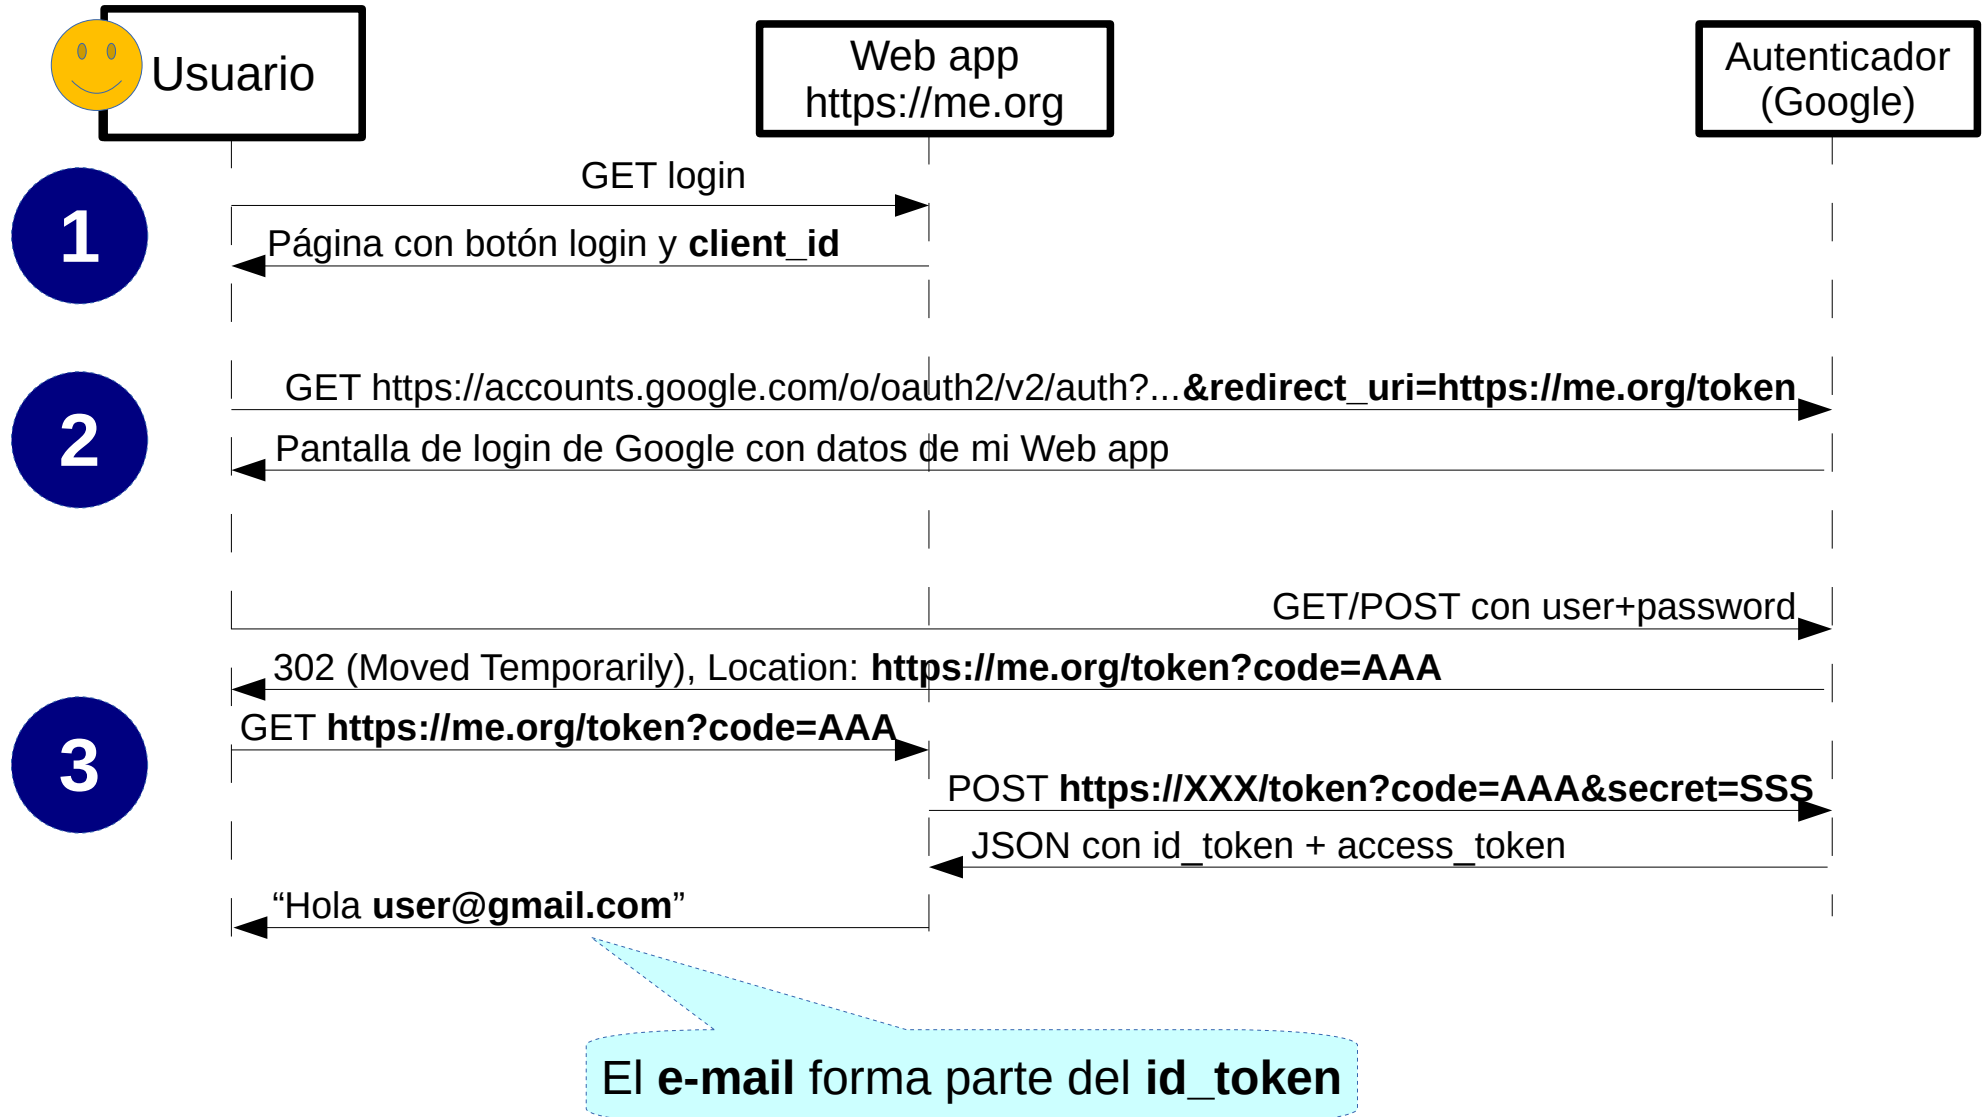 Usuario
Web app
https://me.org
Autenticador
(Google)
1
GET login
Página con botón login y client_id
2
GET https://accounts.google.com/o/oauth2/v2/auth?...&redirect_uri=https://me.org/token
Pantalla de login de Google con datos de mi Web app
GET/POST con user+password
302 (Moved Temporarily), Location: https://me.org/token?code=AAA
3
GET https://me.org/token?code=AAA
POST https://XXX/token?code=AAA&secret=SSS
JSON con id_token + access_token
“Hola user@gmail.com”
El e-mail forma parte del id_token